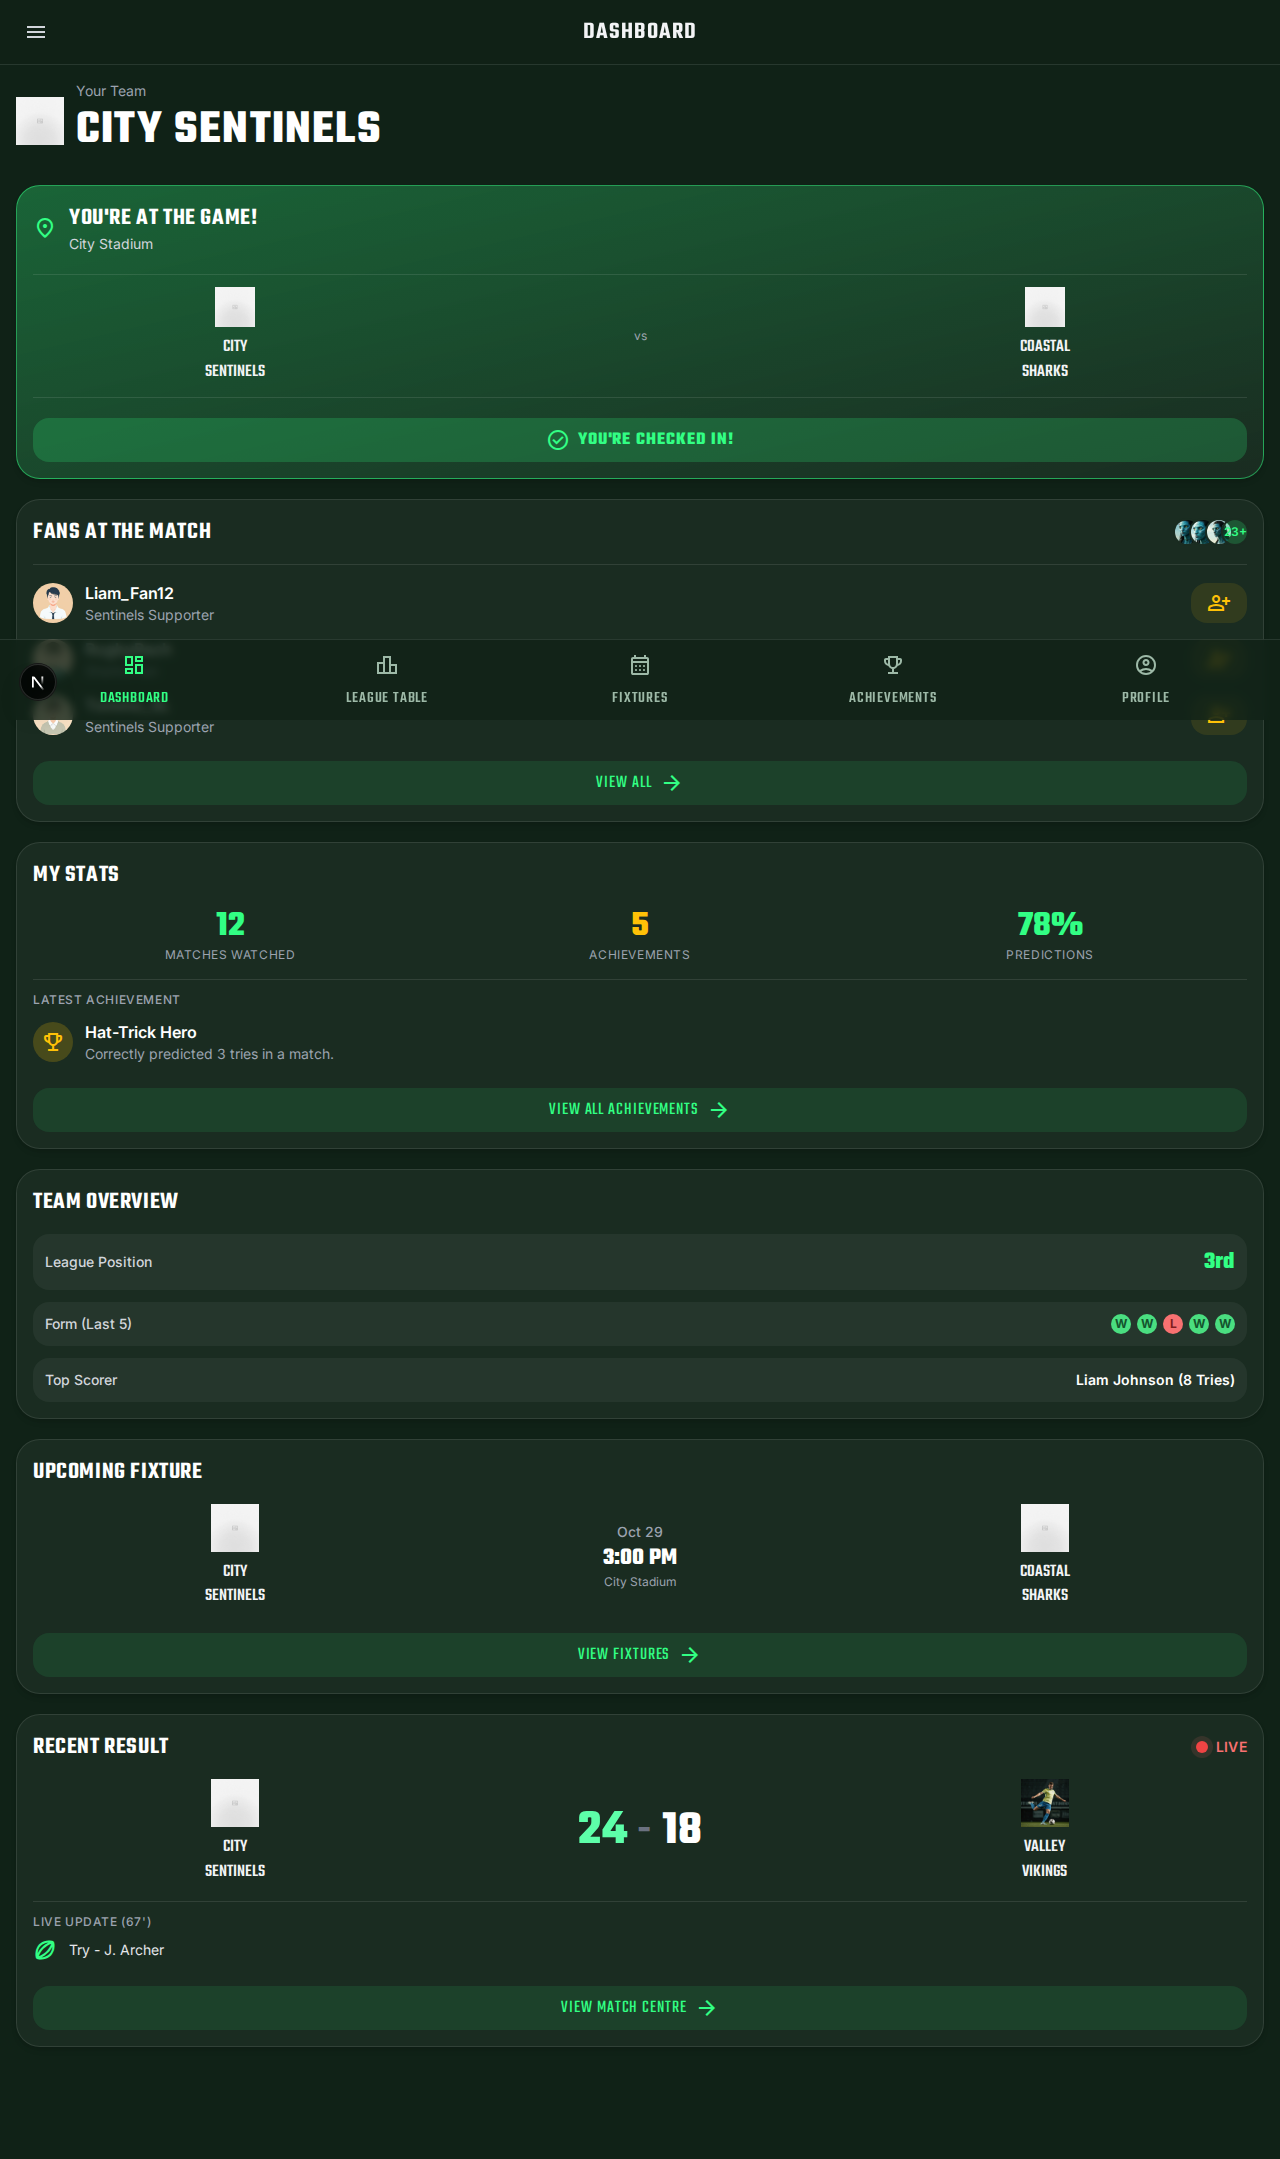 DASHBOARD
Your Team
CITY SENTINELS
YOU'RE AT THE GAME!
City Stadium
CITY
SENTINELS
vs
COASTAL
SHARKS
YOU'RE CHECKED IN!
FANS AT THE MATCH
23+
Liam_Fan12
Sentinels Supporter
DASHBOARD
LEAGUE TABLE
FIXTURES
ACHIEVEMENTS
PROFILE
Sentinels Supporter
VIEW ALL
MY STATS
12
MATCHES WATCHED
5
ACHIEVEMENTS
78%
PREDICTIONS
LATEST ACHIEVEMENT
Hat-Trick Hero
Correctly predicted 3 tries in a match.
VIEW ALL ACHIEVEMENTS
TEAM OVERVIEW
League Position
3rd
Form (Last 5)
W W L W W
Top Scorer
Liam Johnson (8 Tries)
UPCOMING FIXTURE
CITY
SENTINELS
Oct 29
3:00 PM
City Stadium
COASTAL
SHARKS
VIEW FIXTURES
RECENT RESULT
LIVE
CITY
SENTINELS
24 - 18
VALLEY
VIKINGS
LIVE UPDATE (67')
Try - J. Archer
VIEW MATCH CENTRE